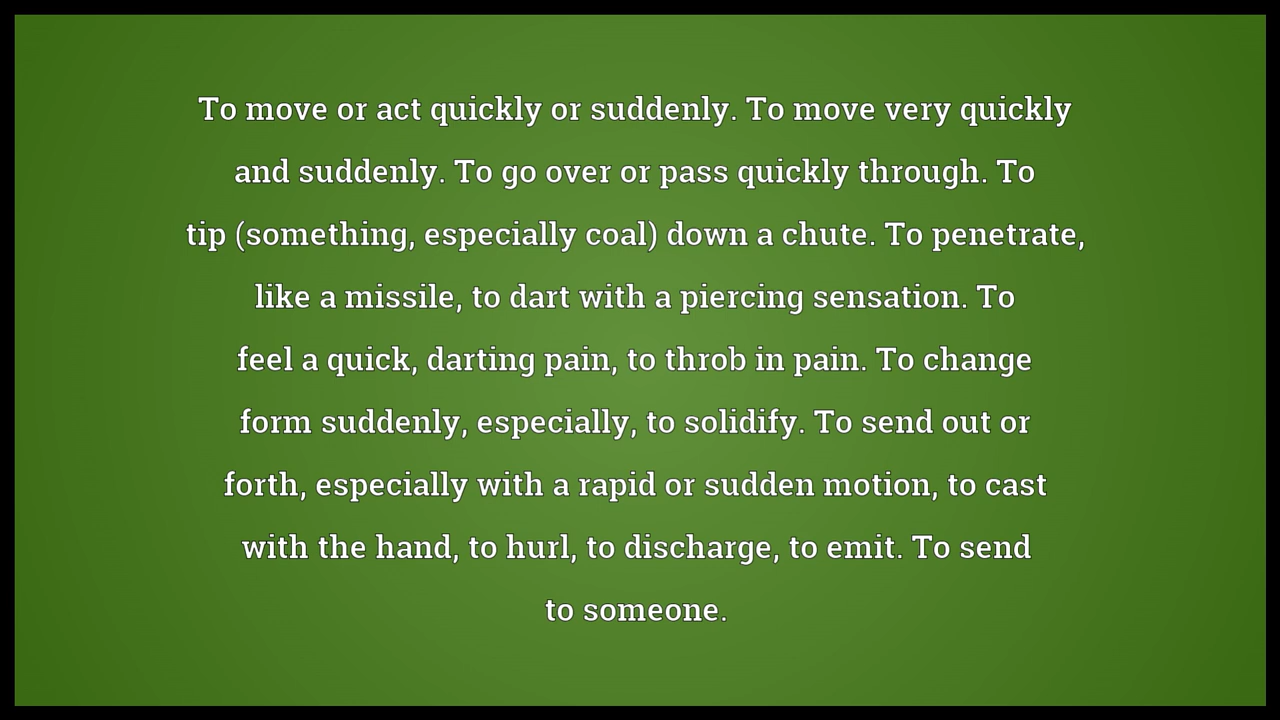 To move or act quickly or suddenly. To move very quickly
and suddenly. To go over or pass quickly through. To
tip (something, especially coal) down a chute. To penetrate,
like a missile, to dart with a piercing sensation. To
feel a quick, darting pain, to throb in pain. To change
form suddenly, especially, to solidify. To send out or
forth, especially with a rapid or sudden motion, to cast
with the hand, to hurl, to discharge, to emit. To send
to someone.